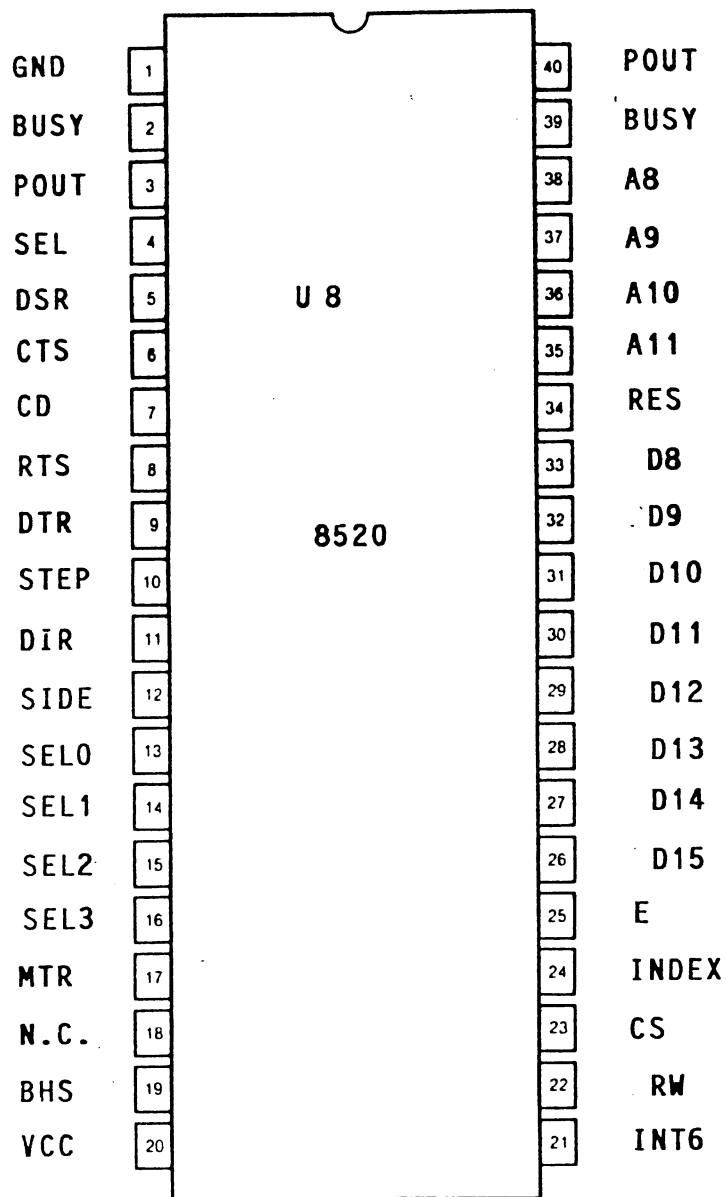 GND 1 40 POUT
BUSY 2 39 BUSY
POUT 3 38 A8
SEL 4 37 A9
DSR 5 U 8 36 A10
CTS 6 35 A11
CD 7 34 RES
RTS 8 33 D8
DTR 9 8520 32 D9
STEP 10 31 D10
DIR 11 30 D11
SIDE 12 29 D12
SEL0 13 28 D13
SEL1 14 27 D14
SEL2 15 26 D15
SEL3 16 25 E
MTR 17 24 INDEX
N.C. 18 23 CS
BHS 19 22 RW
VCC 20 21 INT6